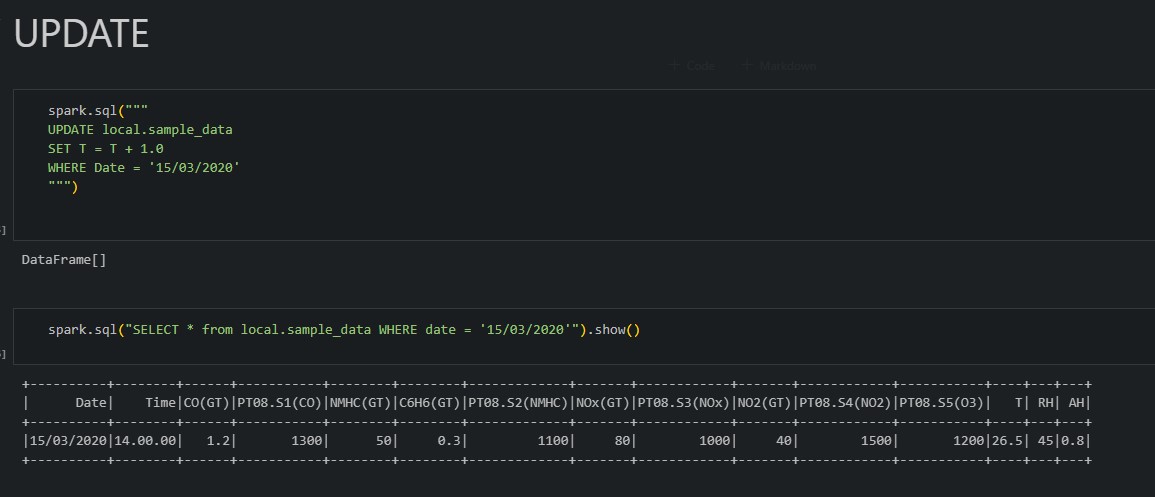 UPDATE
+ Code + Markdown
spark.sql("""
UPDATE local.sample_data
SET T = T + 1.0
WHERE Date = '15/03/2020'
""")
]
DataFrame[]
spark.sql("SELECT * from local.sample_data WHERE date = '15/03/2020'").show()
]
+----------+--------+------+-----------+--------+--------+-------------+-------+------------+-------+------------+-----------+----+---+---+
|      Date|    Time|CO(GT)|PT08.S1(CO)|NMHC(GT)|C6H6(GT)|PT08.S2(NMHC)|NOx(GT)|PT08.S3(NOx)|NO2(GT)|PT08.S4(NO2)|PT08.S5(O3)|   T| RH| AH|
+----------+--------+------+-----------+--------+--------+-------------+-------+------------+-------+------------+-----------+----+---+---+
|15/03/2020|14.00.00|   1.2|       1300|      50|     0.3|         1100|     80|        1000|     40|        1500|       1200|26.5| 45|0.8|
+----------+--------+------+-----------+--------+--------+-------------+-------+------------+-------+------------+-----------+----+---+---+